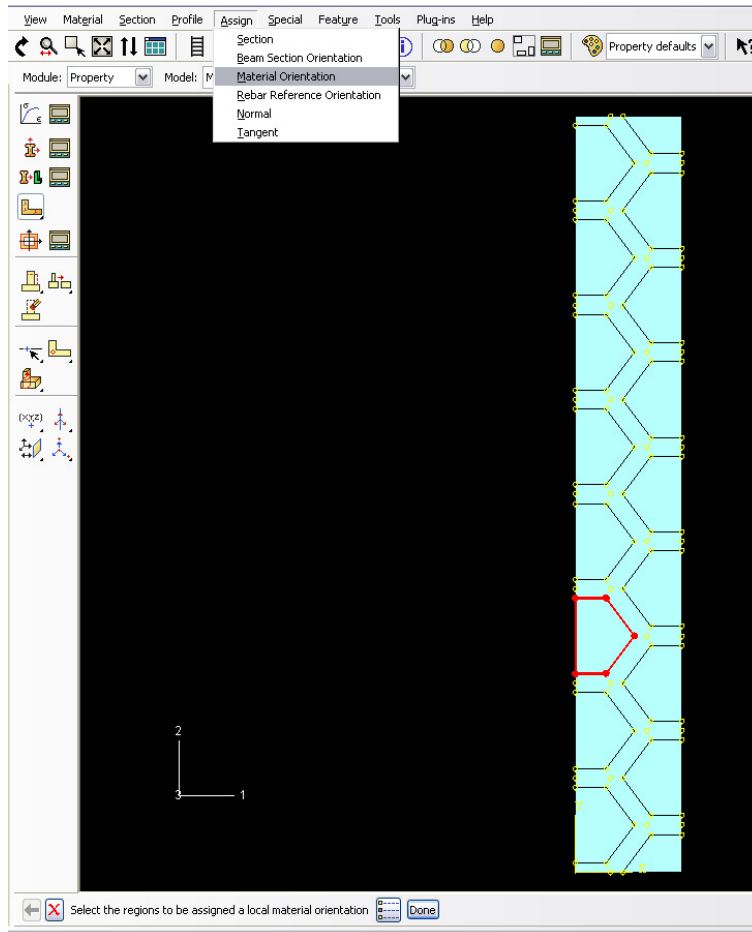 View Material Section Profile Assign Special Feature Tools Plug-ins Help
Section
Beam Section Orientation
Property defaults
Module: Property Model: M
Material Orientation
Rebar Reference Orientation
Normal
Tangent
(XYZ)
2
3 1
Y
X
Select the regions to be assigned a local material orientation Done